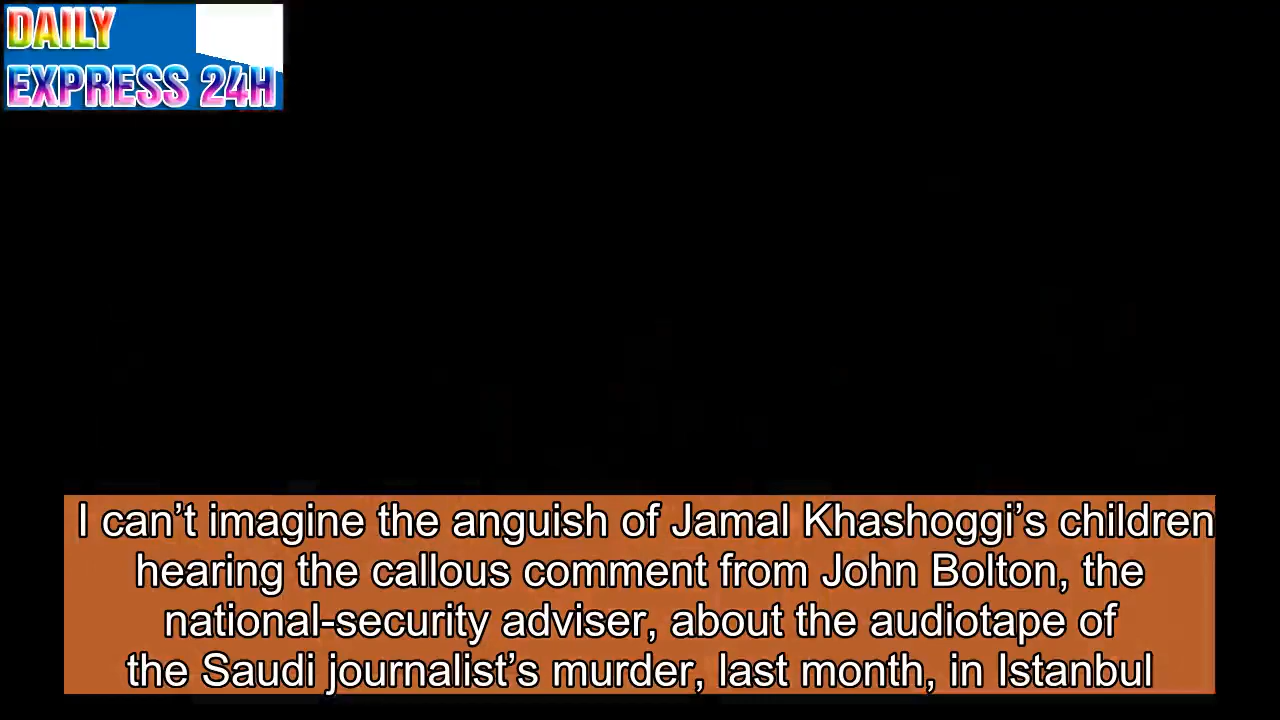 DAILY
EXPRESS 24H
I can’t imagine the anguish of Jamal Khashoggi’s children
hearing the callous comment from John Bolton, the
national-security adviser, about the audiotape of
the Saudi journalist’s murder, last month, in Istanbul